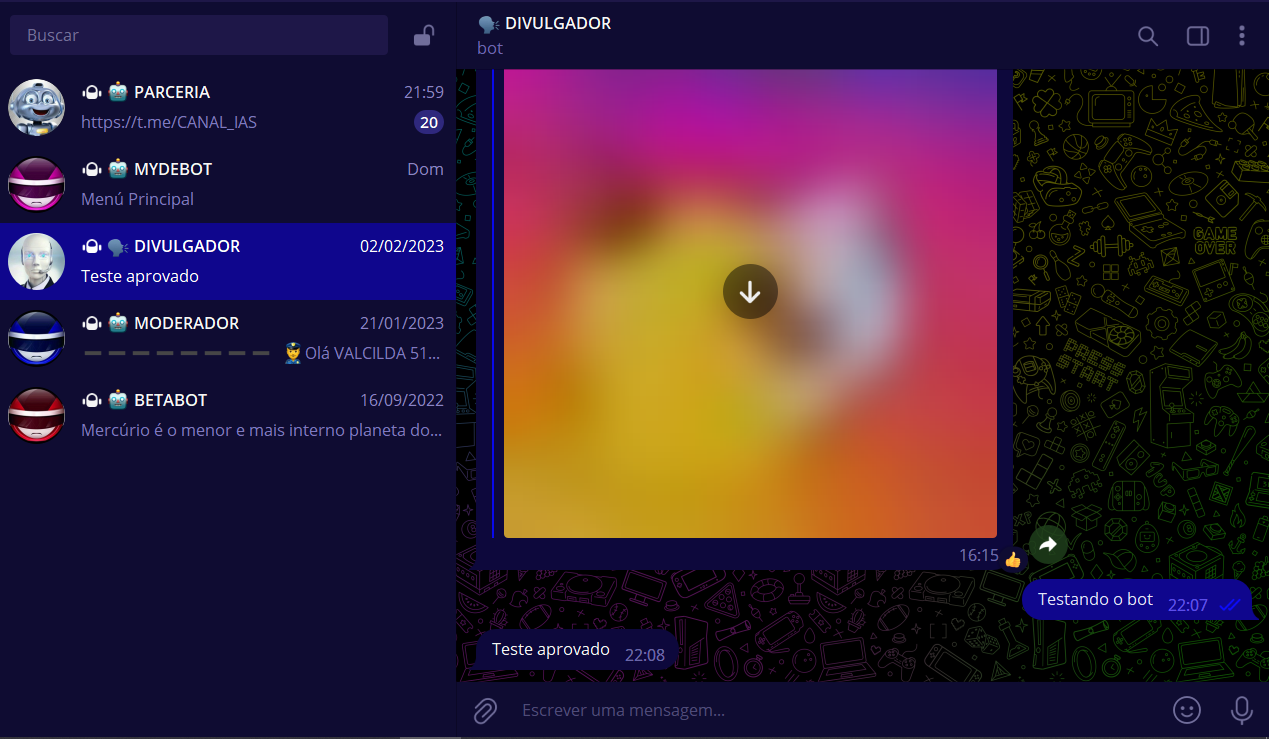 Buscar
PARCERIA 21:59
https://t.me/CANAL_IAS 20
MYDEBOT Dom
Menú Principal
DIVULGADOR 02/02/2023
Teste aprovado
MODERADOR 21/01/2023
Olá VALCILDA 51...
BETABOT 16/09/2022
Mercúrio é o menor e mais interno planeta do...
DIVULGADOR
bot
GAME OVER
PRESS START
16:15
Testando o bot 22:07
Teste aprovado 22:08
Escrever uma mensagem...